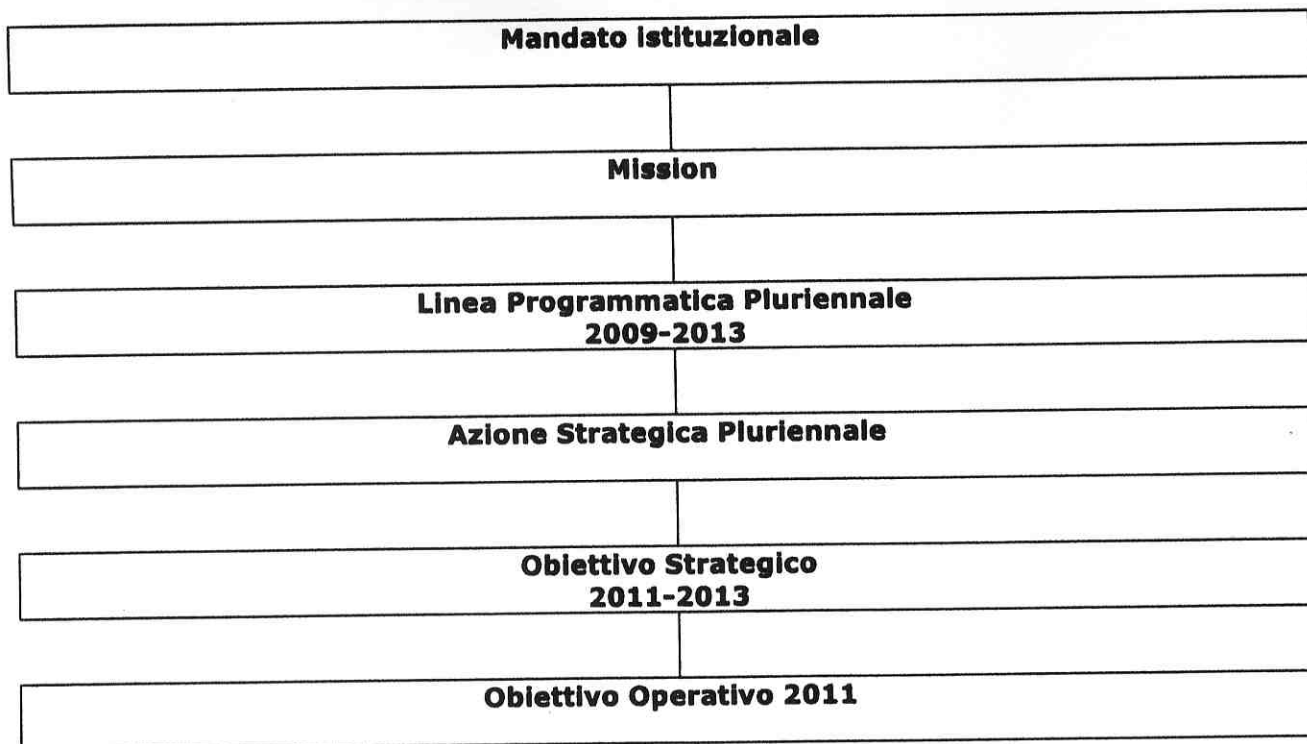 Mandato istituzionale
Mission
Linea Programmatica Pluriennale
2009-2013
Azione Strategica Pluriennale
Obiettivo Strategico
2011-2013
Obiettivo Operativo 2011